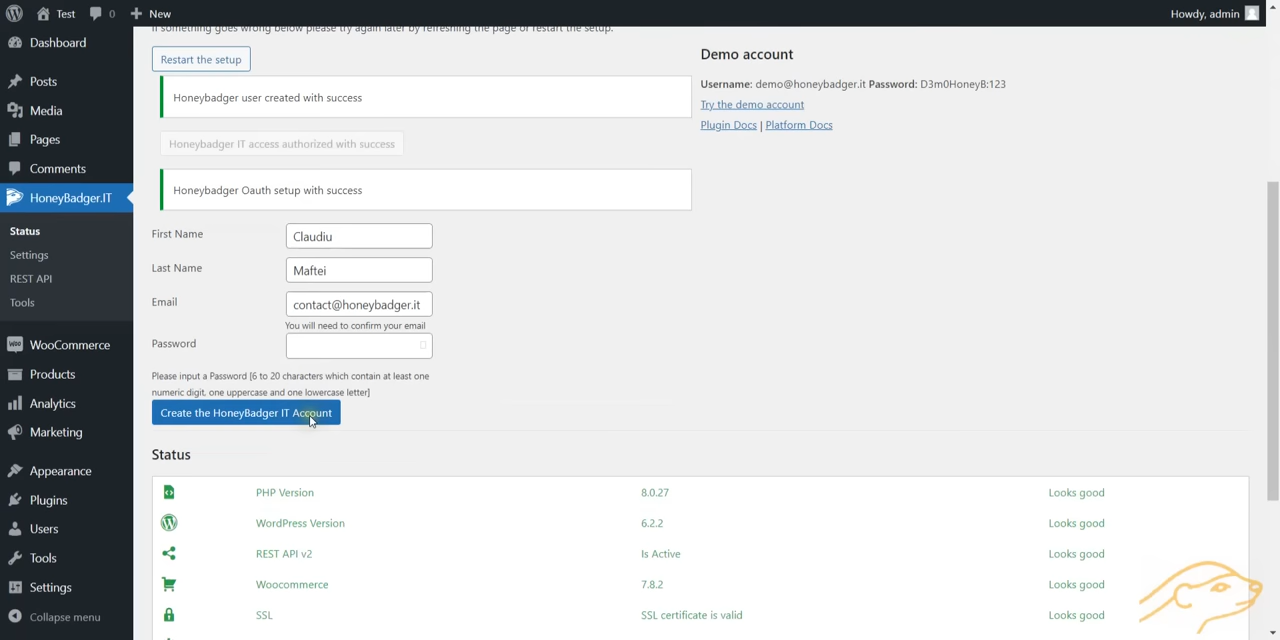 Test
0
New
Howdy, admin
Dashboard
Posts
Media
Pages
Comments
HoneyBadger.IT
Status
Settings
REST API
Tools
WooCommerce
Products
Analytics
Marketing
Appearance
Plugins
Users
Tools
Settings
Collapse menu
If something goes wrong below please try again later by refreshing the page or restart the setup.
Restart the setup
Honeybadger user created with success
Honeybadger IT access authorized with success
Honeybadger Oauth setup with success
First Name
Claudiu
Last Name
Maftei
Email
contact@honeybadger.it
You will need to confirm your email
Password
Please input a Password [6 to 20 characters which contain at least one
numeric digit, one uppercase and one lowercase letter]
Create the HoneyBadger IT Account
Demo account
Username: demo@honeybadger.it Password: D3m0HoneyB:123
Try the demo account
Plugin Docs | Platform Docs
Status
PHP Version 8.0.27 Looks good
WordPress Version 6.2.2 Looks good
REST API v2 Is Active Looks good
Woocommerce 7.8.2 Looks good
SSL SSL certificate is valid Looks good